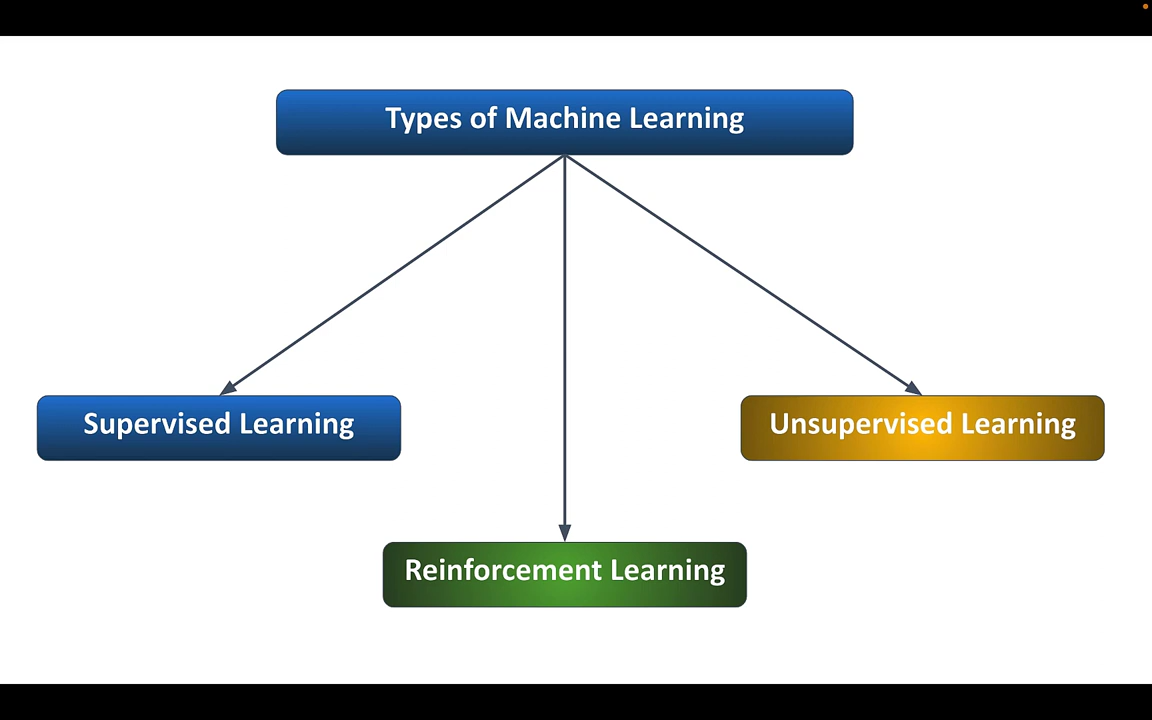 Types of Machine Learning
Supervised Learning
Unsupervised Learning
Reinforcement Learning